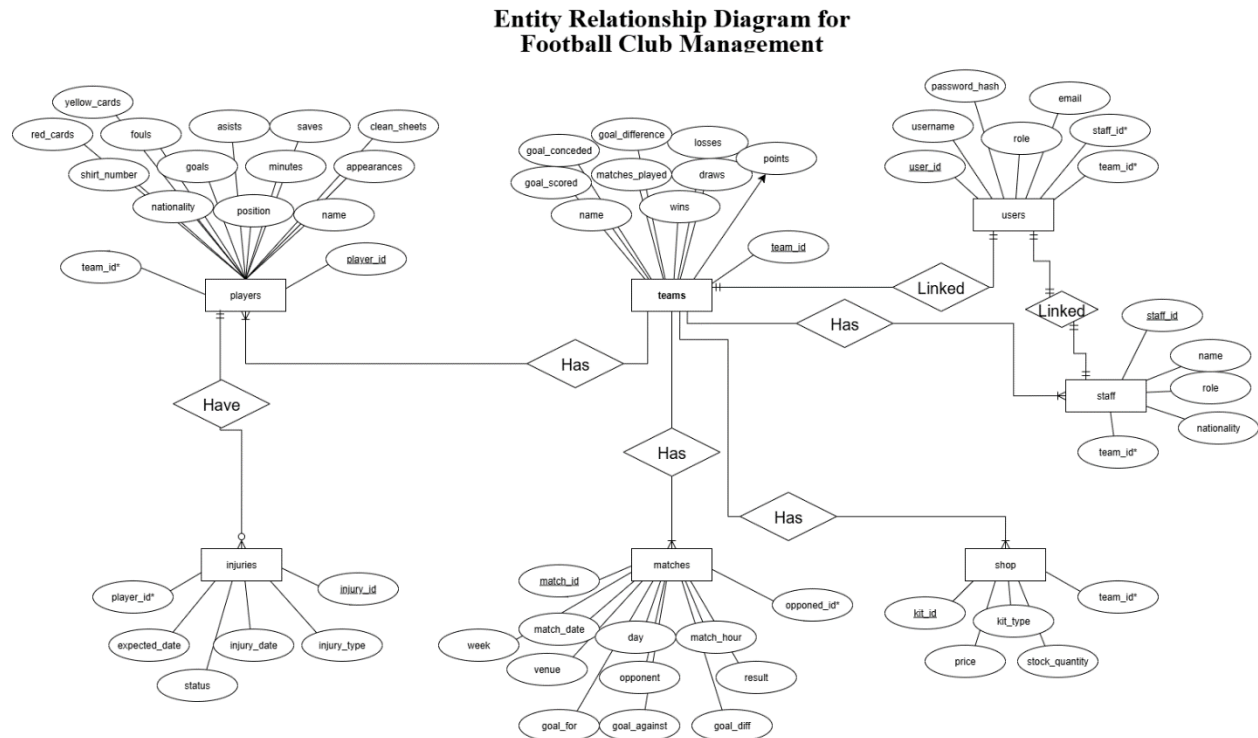 Entity Relationship Diagram for
Football Club Management
yellow_cards
red_cards
fouls
asists
saves
clean_sheets
shirt_number
goals
minutes
appearances
nationality
position
name
team_id*
player_id
players
goal_difference
losses
goal_conceded
matches_played
draws
points
goal_scored
name
wins
team_id
teams
password_hash
email
username
role
staff_id*
user_id
team_id*
users
Linked
Linked
Has
staff_id
name
role
staff
nationality
team_id*
Has
Have
Has
Has
injuries
player_id*
injury_id
expected_date
injury_date
injury_type
status
matches
match_id
opponed_id*
week
match_date
day
match_hour
venue
opponent
result
goal_for
goal_against
goal_diff
shop
kit_id
team_id*
kit_type
price
stock_quantity